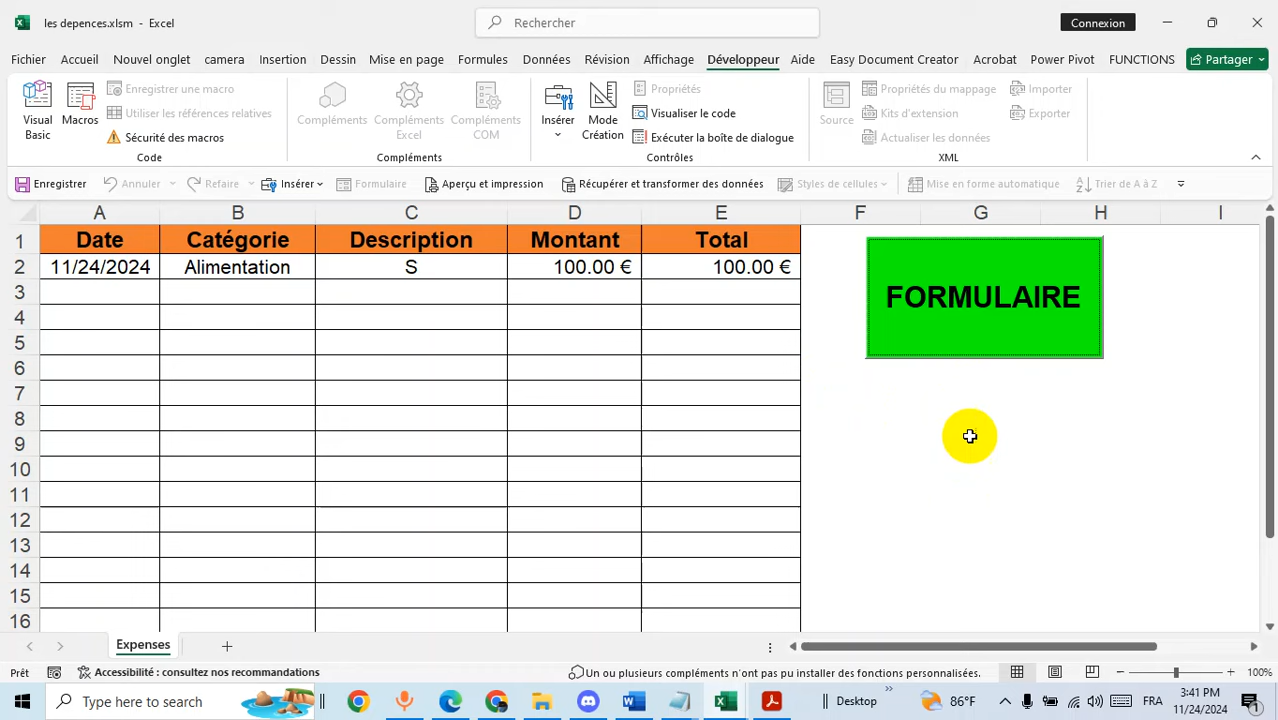 les depences.xlsm - Excel
Rechercher
Connexion
Fichier Accueil Nouvel onglet camera Insertion Dessin Mise en page Formules Données Révision Affichage Développeur Aide Easy Document Creator Acrobat Power Pivot FUNCTIONS Partager
Visual Basic
Macros
Enregistrer une macro
Utiliser les références relatives
Sécurité des macros
Code
Compléments
Compléments Excel
Compléments COM
Compléments
Insérer
Mode Création
Propriétés
Visualiser le code
Exécuter la boîte de dialogue
Contrôles
Source
Propriétés du mappage
Kits d'extension
Actualiser les données
Importer
Exporter
XML
Enregistrer Annuler Refaire Insérer Formulaire Aperçu et impression Récupérer et transformer des données Styles de cellules Mise en forme automatique Trier de A à Z
A B C D E F G H I
1 Date Catégorie Description Montant Total
2 11/24/2024 Alimentation S 100.00 € 100.00 €
FORMULAIRE
3
4
5
6
7
8
9
10
11
12
13
14
15
16
Expenses
Prêt Accessibilité : consultez nos recommandations Un ou plusieurs compléments n'ont pas pu installer des fonctions personnalisées. 100%
Type here to search
Desktop
86°F
FRA
3:41 PM
11/24/2024
1